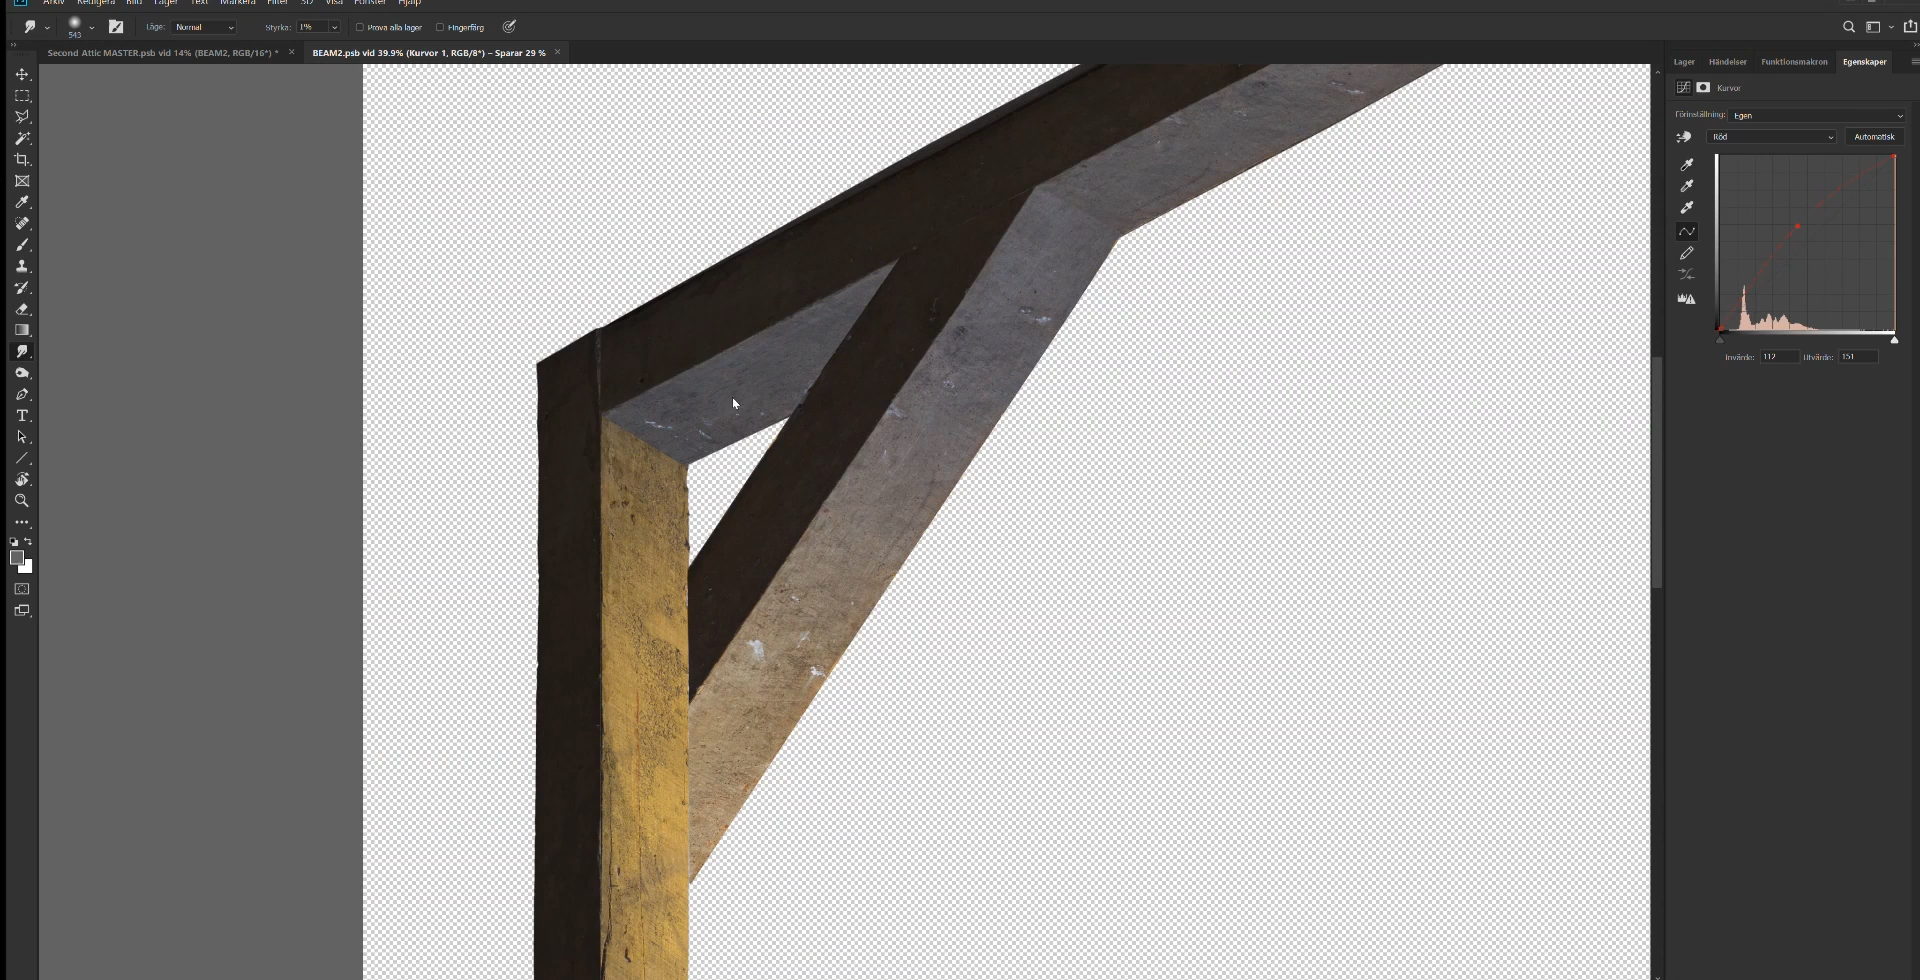 Arkiv Redigera Bild Lager Text Markera Filter 3D Visa Fönster Hjälp
543 Läge: Normal Styrka: 1% Prova alla lager Fingerfärg
Second Attic MASTER.psb vid 14% (BEAM2, RGB/16*) * × BEAM2.psb vid 39.9% (Kurvor 1, RGB/8*) – Sparar 29 % ×
Lager Händelser Funktionsmakron Egenskaper
Kurvor
Förinställning: Egen
Röd Automatisk
Invärde: 112 Utvärde: 151